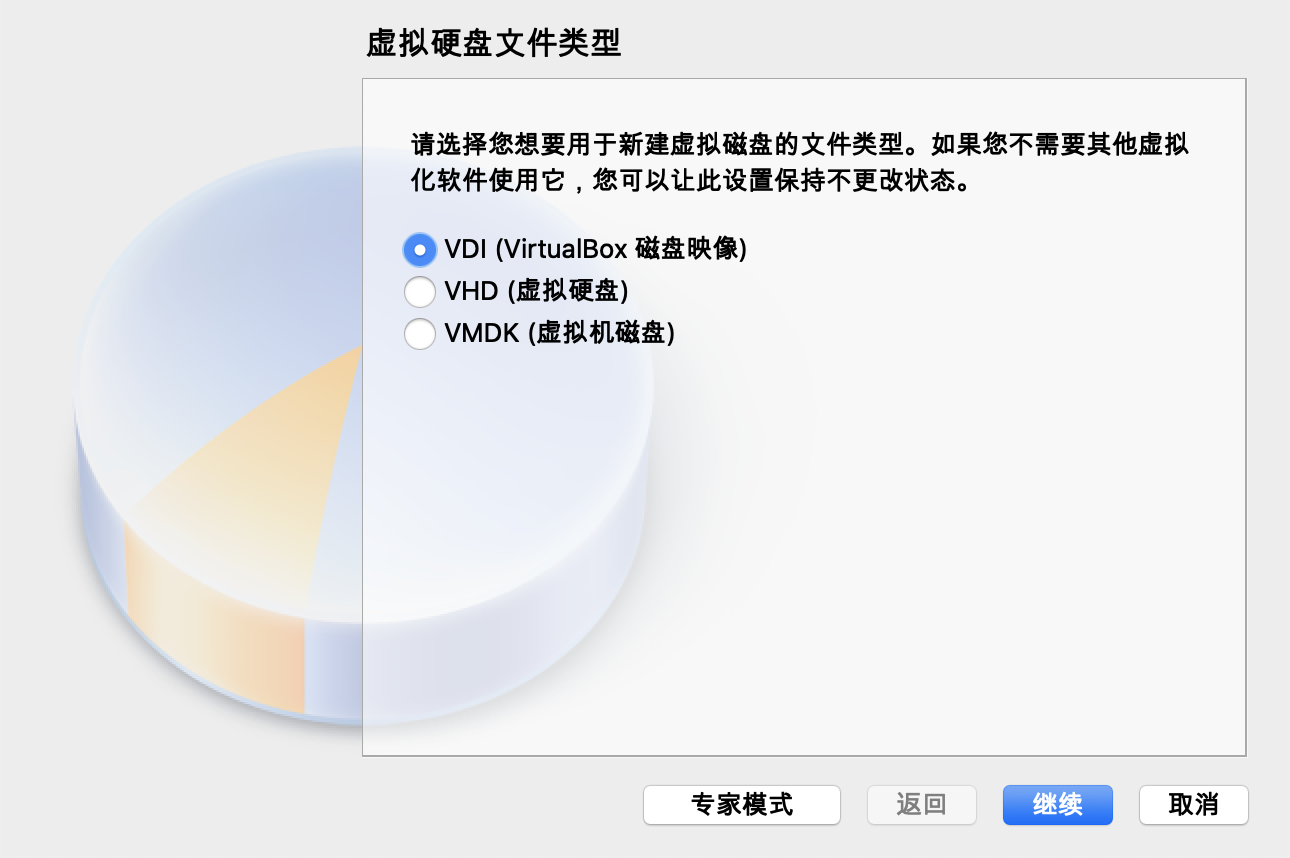 虚拟硬盘文件类型
请选择您想要用于新建虚拟磁盘的文件类型。如果您不需要其他虚拟
化软件使用它，您可以让此设置保持不更改状态。
VDI (VirtualBox 磁盘映像)
VHD (虚拟硬盘)
VMDK (虚拟机磁盘)
专家模式 返回 继续 取消